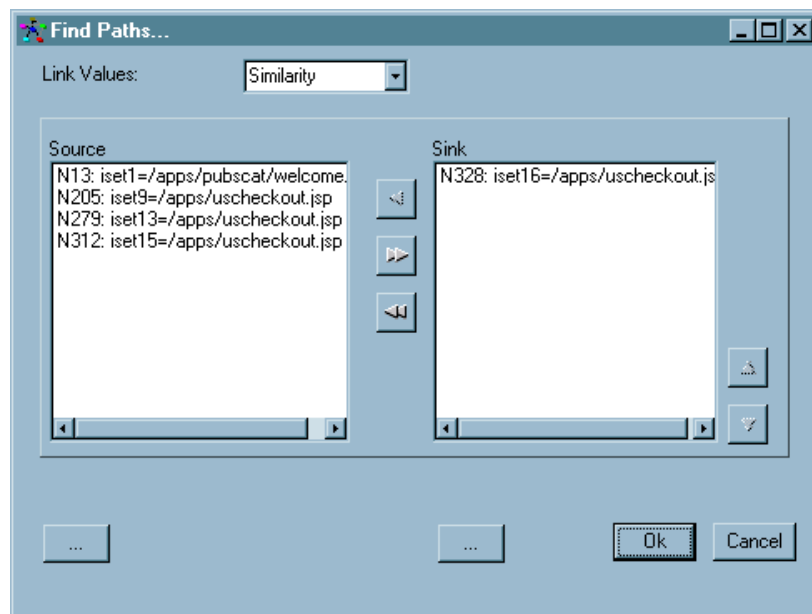 Find Paths...
Link Values:
Similarity
Source
N13: iset1=/apps/pubscat/welcome.
N205: iset9=/apps/uscheckout.jsp
N279: iset13=/apps/uscheckout.jsp
N312: iset15=/apps/uscheckout.jsp
Sink
N328: iset16=/apps/uscheckout.js
...
...
Ok
Cancel